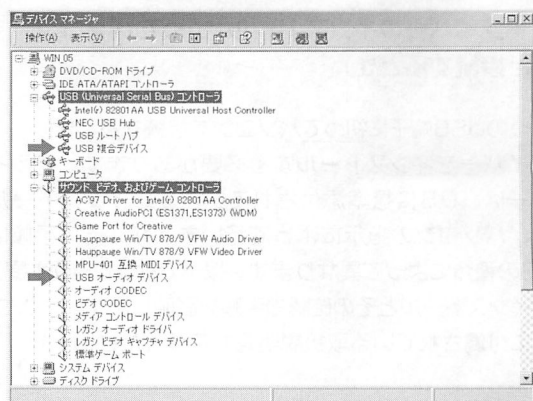 デバイス マネージャ
操作(A) 表示(V)
WIN_05
DVD/CD-ROM ドライブ
IDE ATA/ATAPI コントローラ
USB (Universal Serial Bus) コントローラ
Intel(r) 82801AA USB Universal Host Controller
NEC USB Hub
USB ルート ハブ
USB 複合デバイス
キーボード
コンピュータ
サウンド、ビデオ、およびゲーム コントローラ
AC'97 Driver for Intel(r) 82801AA Controller
Creative AudioPCI (ES1371,ES1373) (WDM)
Game Port for Creative
Hauppauge Win/TV 878/9 VFW Audio Driver
Hauppauge Win/TV 878/9 VFW Video Driver
MPU-401 互換 MIDI デバイス
USB オーディオ デバイス
オーディオ CODEC
ビデオ CODEC
メディア コントロール デバイス
レガシ オーディオ ドライバ
レガシ ビデオ キャプチャ デバイス
標準ゲーム ポート
システム デバイス
ディスク ドライブ